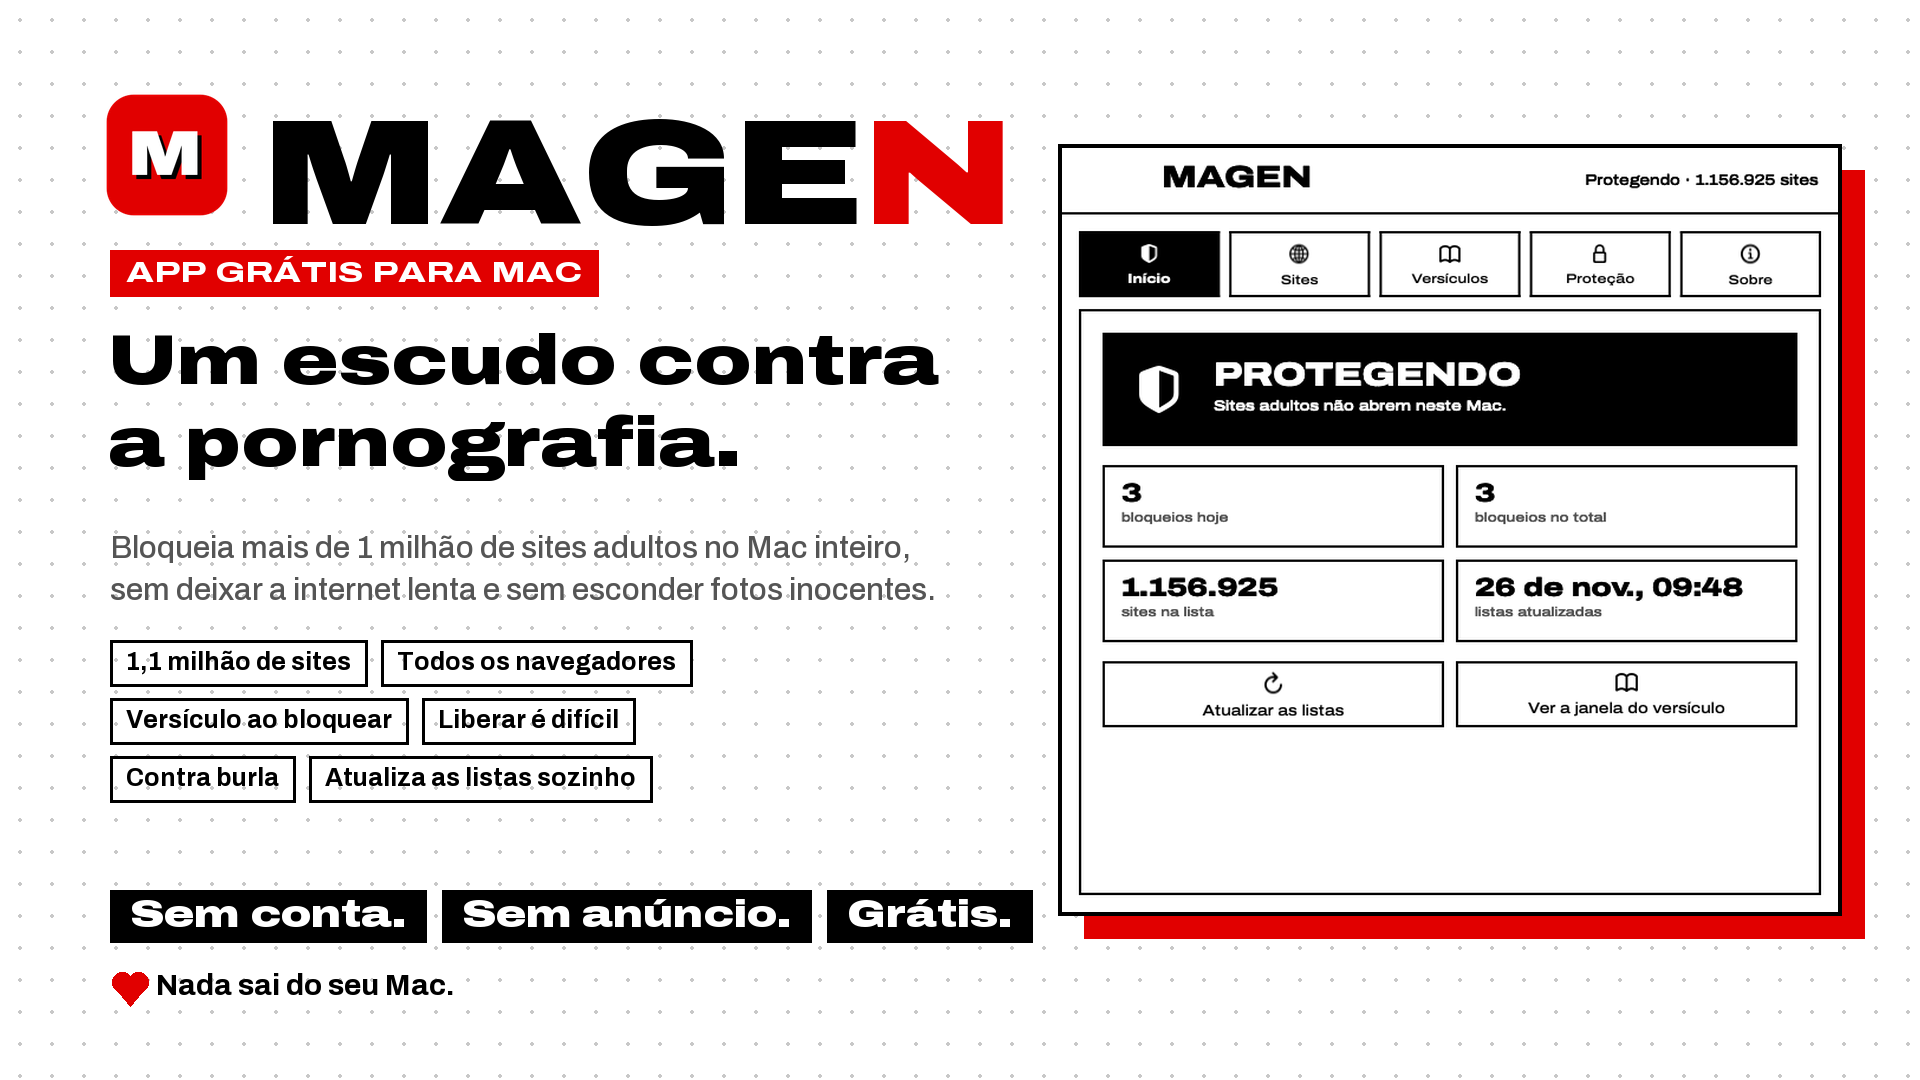 M MAGEN
APP GRÁTIS PARA MAC
Um escudo contra
a pornografia.
Bloqueia mais de 1 milhão de sites adultos no Mac inteiro,
sem deixar a internet lenta e sem esconder fotos inocentes.
1,1 milhão de sites
Todos os navegadores
Versículo ao bloquear
Liberar é difícil
Contra burla
Atualiza as listas sozinho
Sem conta.
Sem anúncio.
Grátis.
Nada sai do seu Mac.
MAGEN
Protegendo · 1.156.925 sites
Início
Sites
Versículos
Proteção
Sobre
PROTEGENDO
Sites adultos não abrem neste Mac.
3
bloqueios hoje
3
bloqueios no total
1.156.925
sites na lista
26 de nov., 09:48
listas atualizadas
Atualizar as listas
Ver a janela do versículo